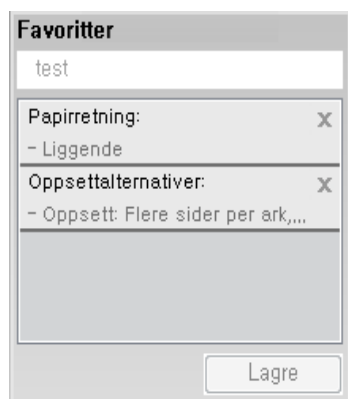 Favoritter
test
Papirretning: x
- Liggende
Oppsettalternativer: x
- Oppsett: Flere sider per ark,...
Lagre